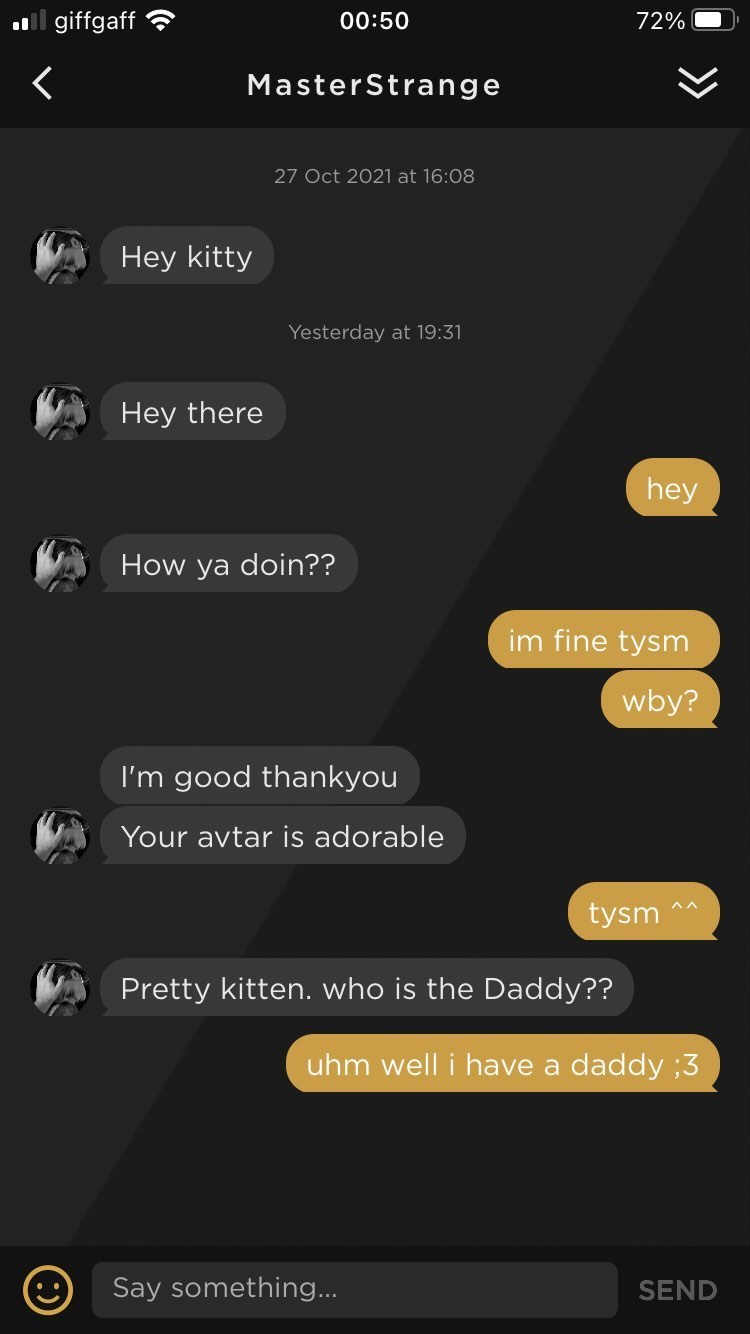 giffgaff 00:50 72%
MasterStrange
27 Oct 2021 at 16:08
Hey kitty
Yesterday at 19:31
Hey there
hey
How ya doin??
im fine tysm
wby?
I'm good thankyou
Your avtar is adorable
tysm ^^
Pretty kitten. who is the Daddy??
uhm well i have a daddy ;3
Say something... SEND